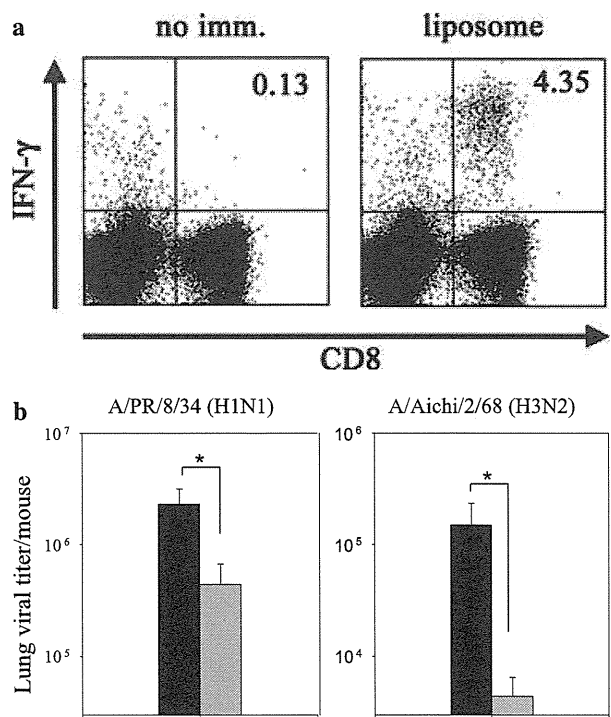 a
no imm.
liposome
0.13
4.35
IFN-γ
CD8
b
A/PR/8/34 (H1N1)
A/Aichi/2/68 (H3N2)
Lung viral titer/mouse
10⁷
10⁶
10⁵
*
10⁶
10⁵
10⁴
*